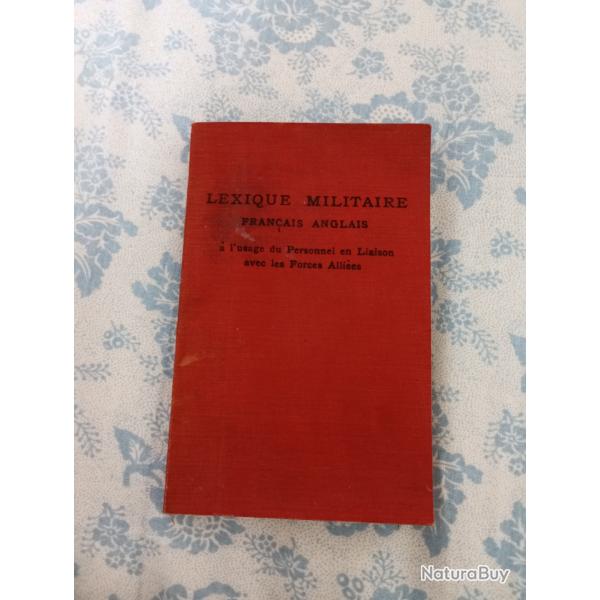 LEXIQUE MILITAIRE
FRANÇAIS ANGLAIS
à l'usage du Personnel en Liaison
avec les Forces Alliées
NaturaBuy